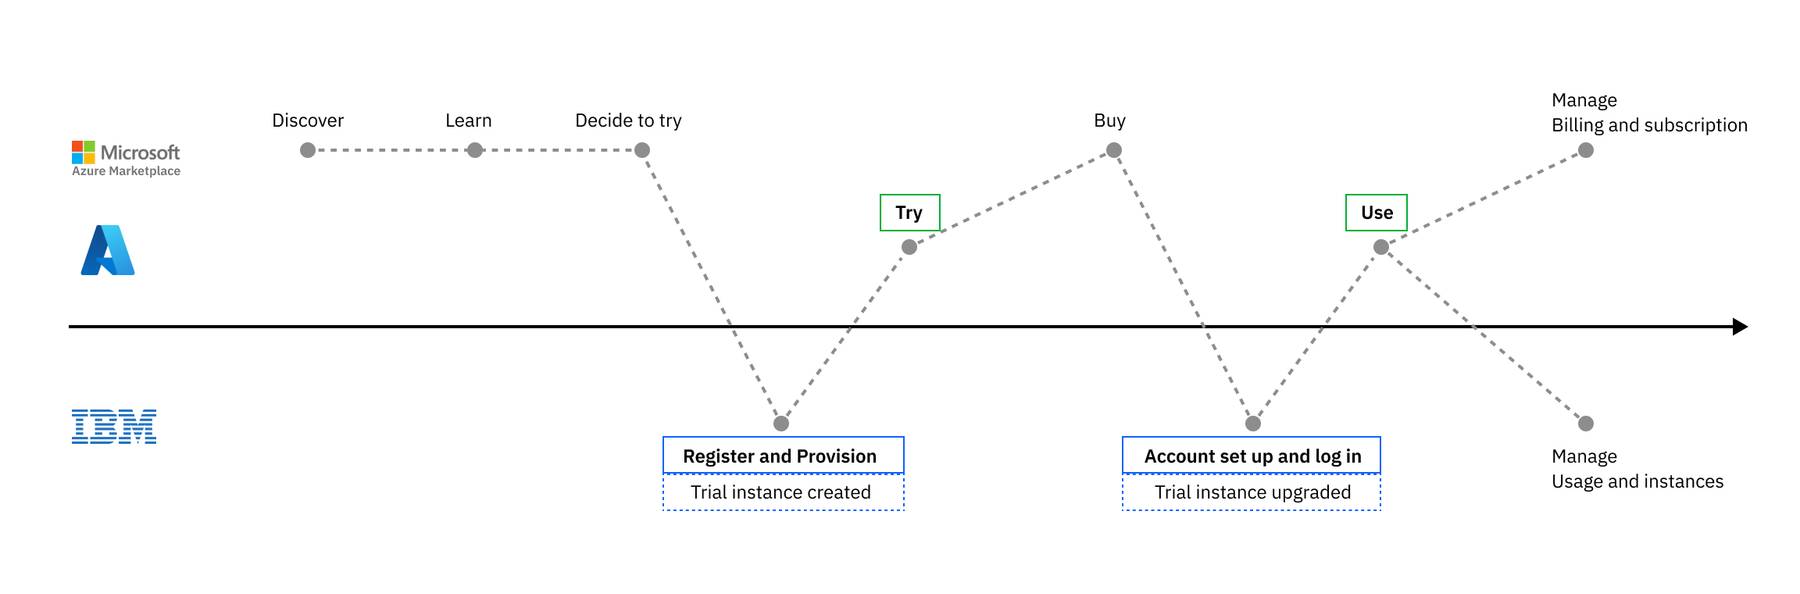 Manage
Billing and subscription
Discover
Learn
Decide to try
Buy
Microsoft
Azure Marketplace
Try
Use
IBM
Register and Provision
Trial instance created
Account set up and log in
Trial instance upgraded
Manage
Usage and instances